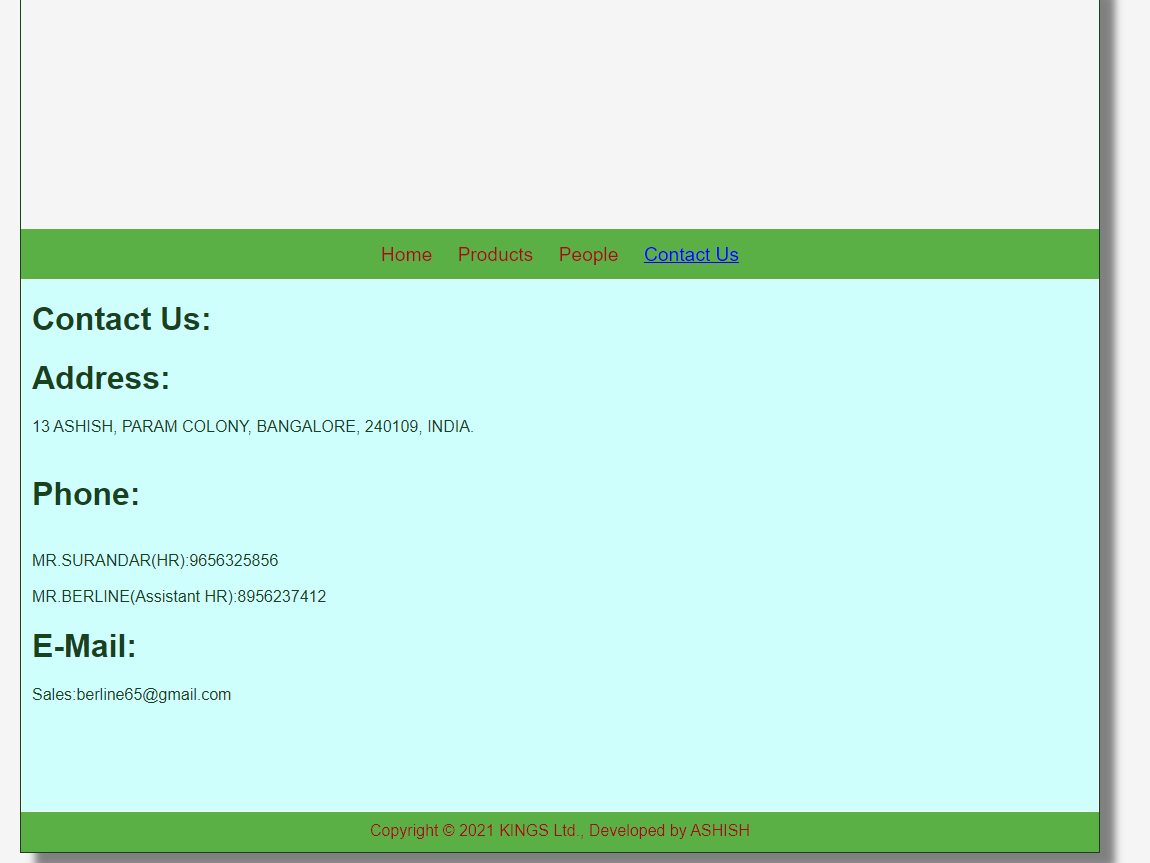 Home Products People Contact Us
Contact Us:
Address:
13 ASHISH, PARAM COLONY, BANGALORE, 240109, INDIA.
Phone:
MR.SURANDAR(HR):9656325856
MR.BERLINE(Assistant HR):8956237412
E-Mail:
Sales:berline65@gmail.com
Copyright © 2021 KINGS Ltd., Developed by ASHISH